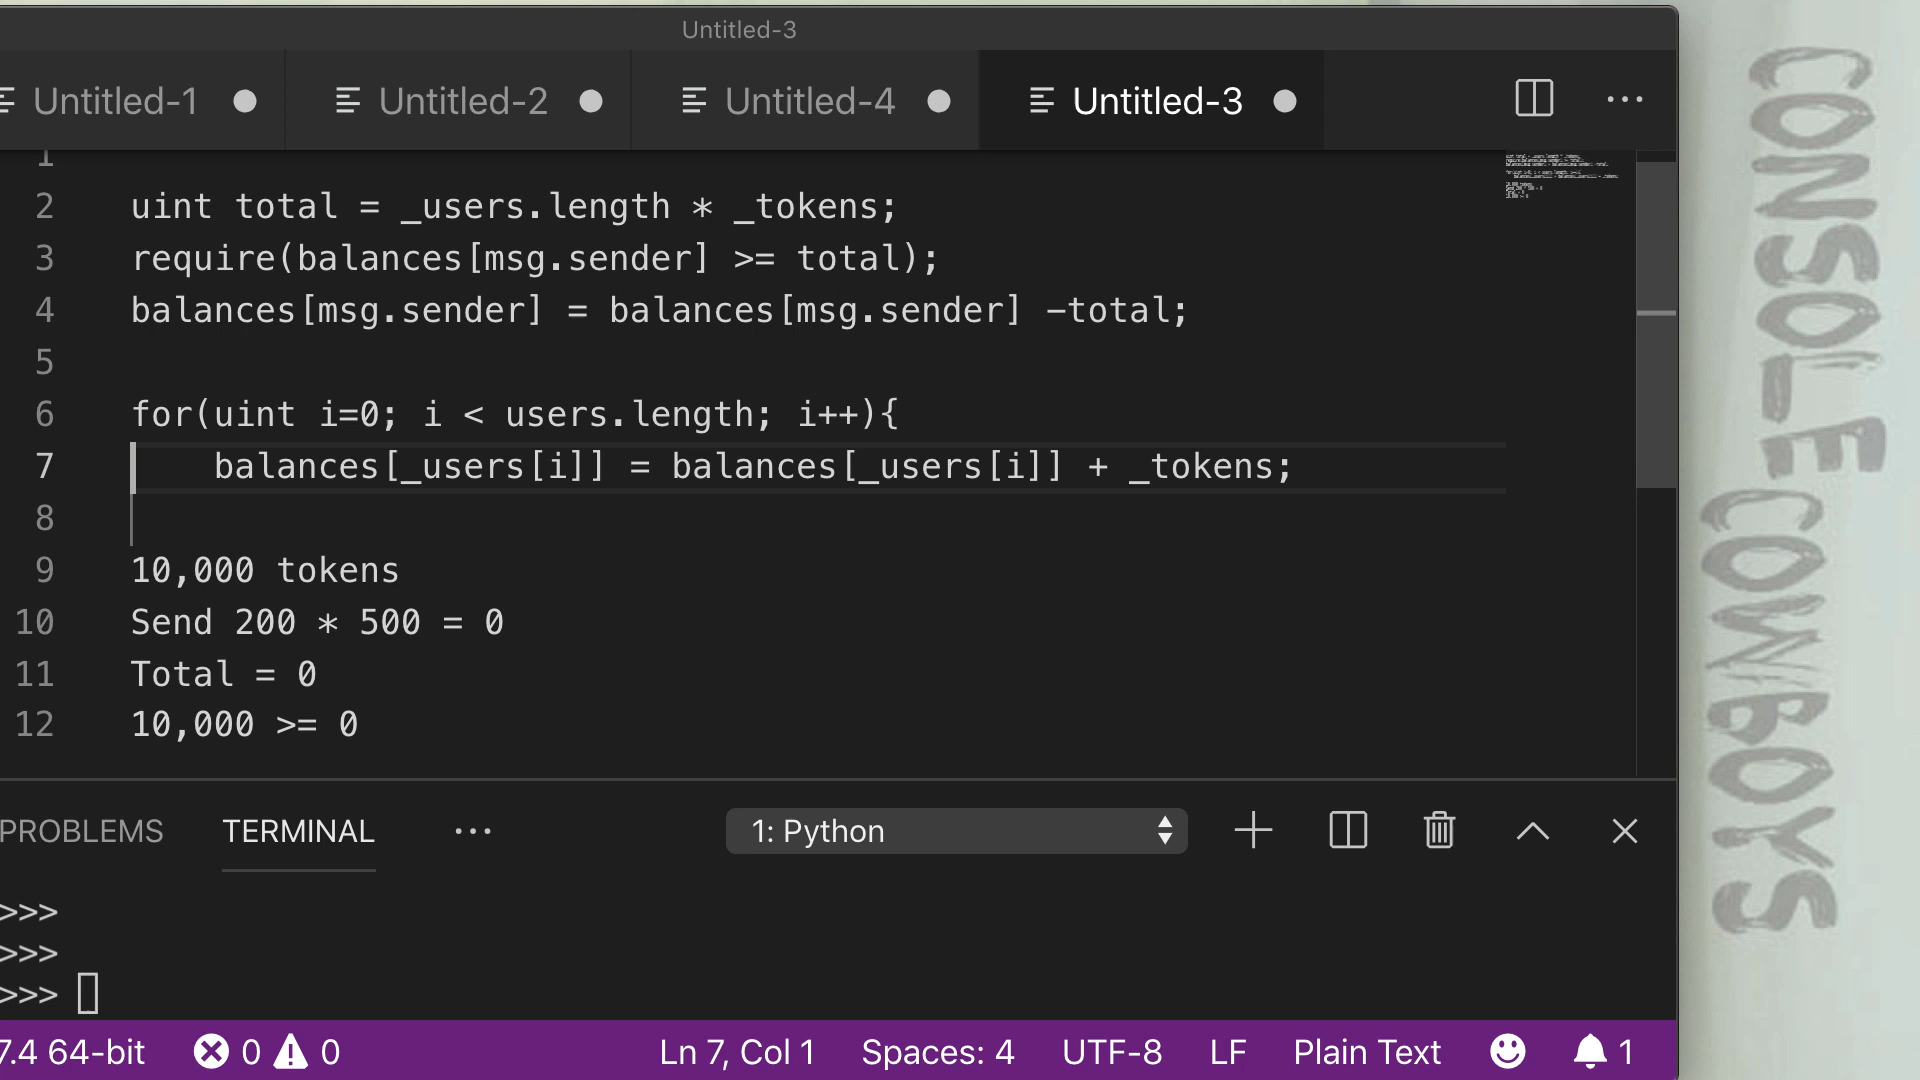 Untitled-3
Untitled-1 Untitled-2 Untitled-4 Untitled-3
1
2 uint total = _users.length * _tokens;
3 require(balances[msg.sender] >= total);
4 balances[msg.sender] = balances[msg.sender] -total;
5
6 for(uint i=0; i < users.length; i++){
7 balances[_users[i]] = balances[_users[i]] + _tokens;
8
9 10,000 tokens
10 Send 200 * 500 = 0
11 Total = 0
12 10,000 >= 0
PROBLEMS TERMINAL ... 1: Python
>>>
>>>
>>>
7.4 64-bit 0 0 Ln 7, Col 1 Spaces: 4 UTF-8 LF Plain Text 1
CONSOLE COWBOYS